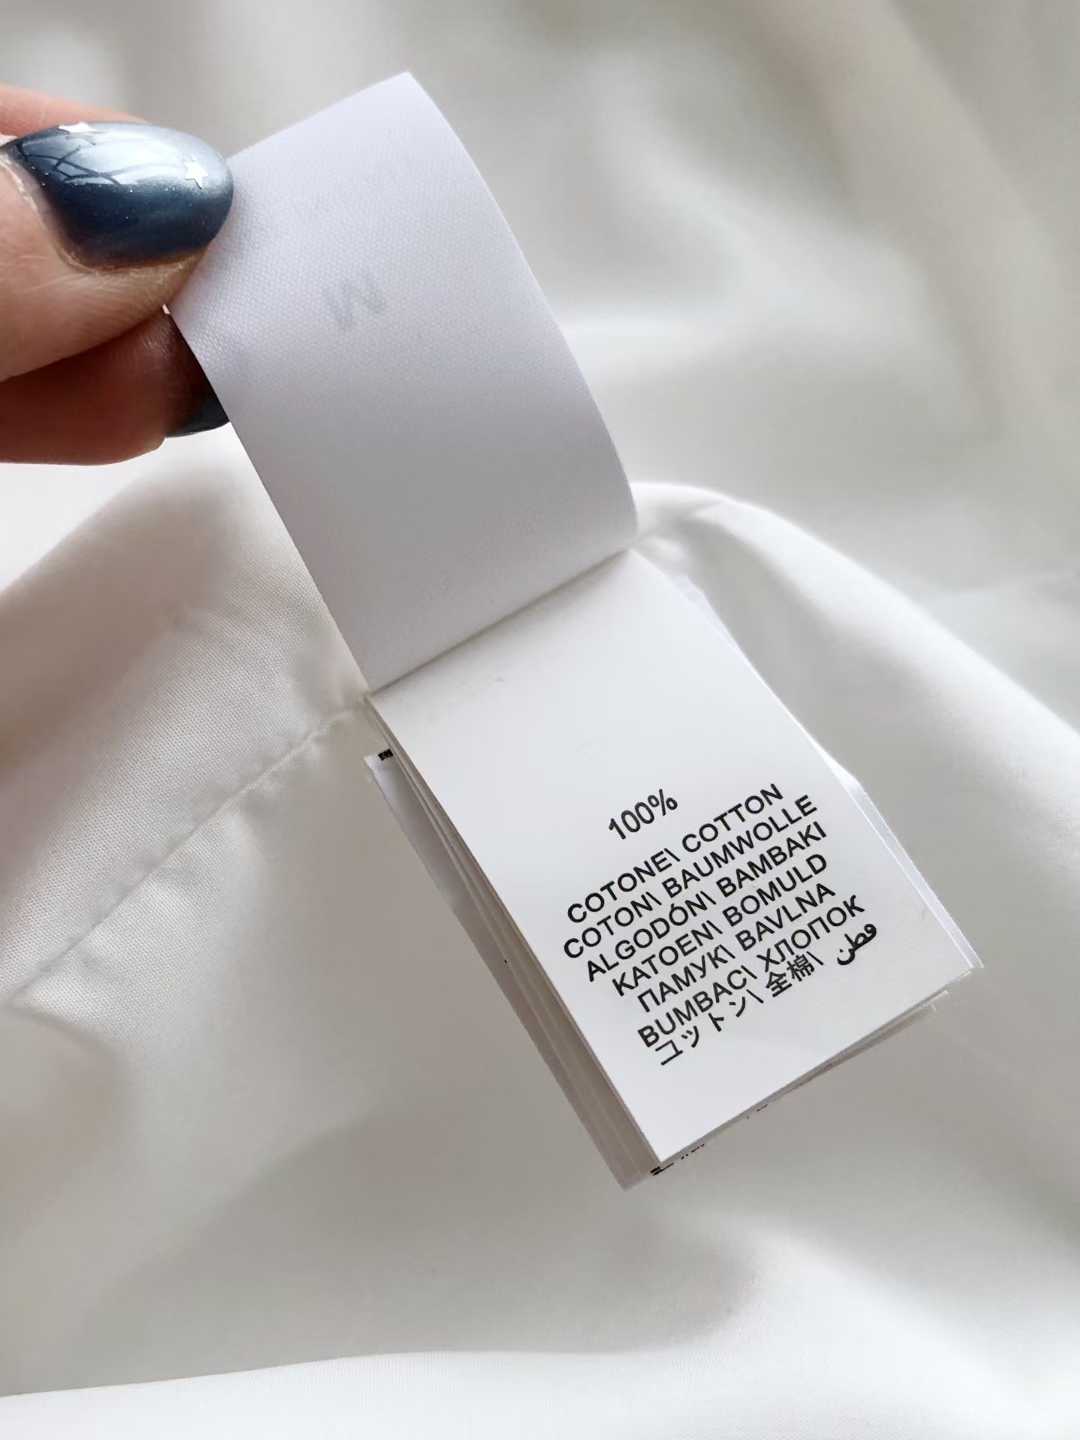 M
100%
COTONE\ COTTON
COTON\ BAUMWOLLE
ALGODÓN\ BAMBAKI
KATOEN\ BOMULD
ПАМУК\ BAVLNA
BUMBAC\ ХЛОПОК
コットン\ 全棉\ قطن